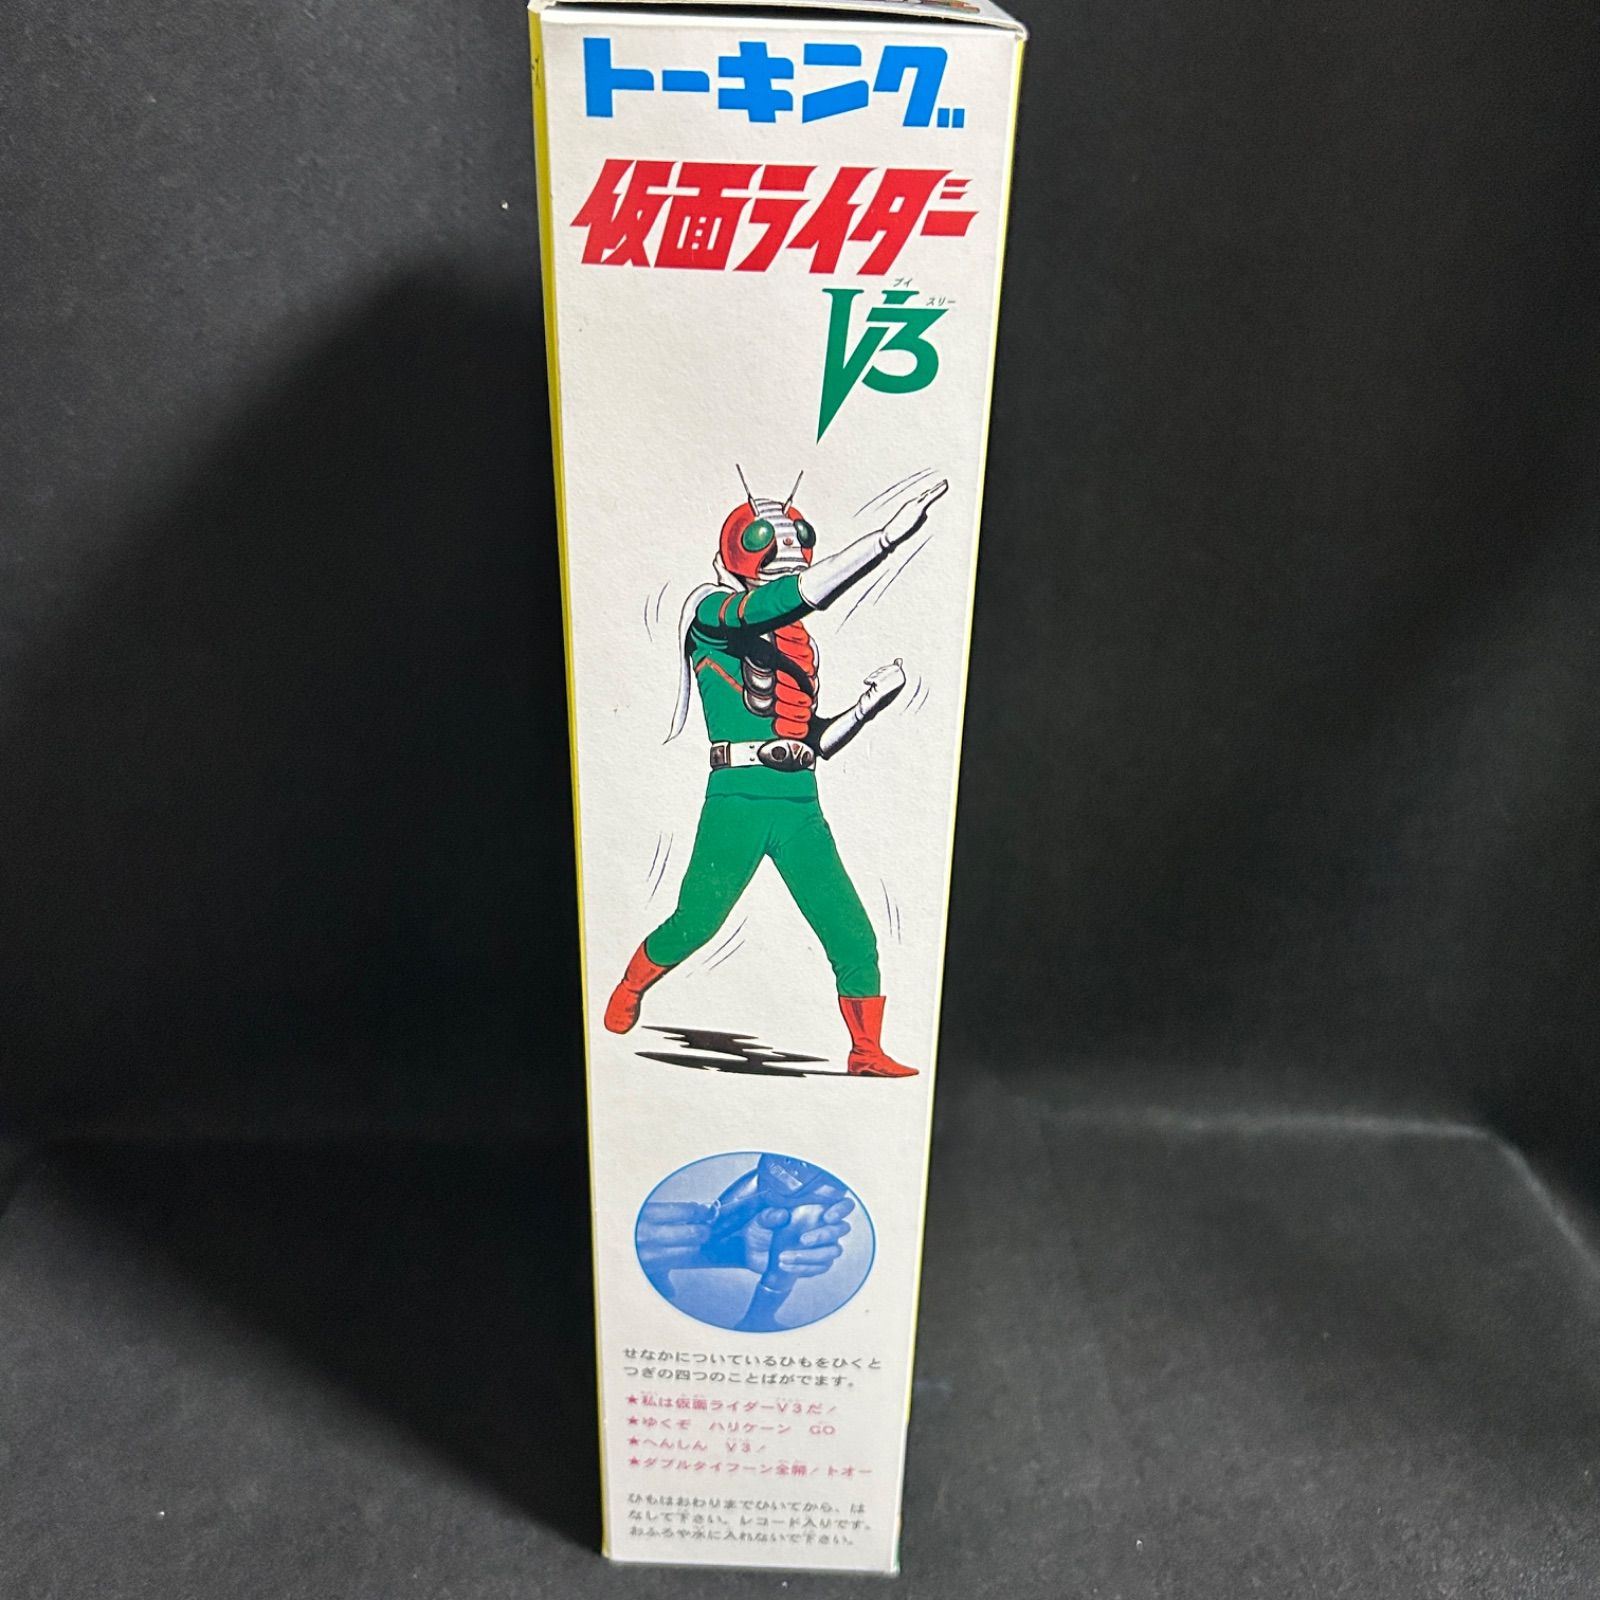 トーキング
仮面ライダー
ブイ スリー
V3
せなかについているひもをひくと
つぎの四つのことばがでます。
★私は仮面ライダーV3だ!
★ゆくぞ ハリケーン GO
★へんしん V3!
★ダブルタイフーン全開!トオー
ひもはおわりまでひいてから、は
なして下さい。レコード入りです。
おふろや水に入れないで下さい。